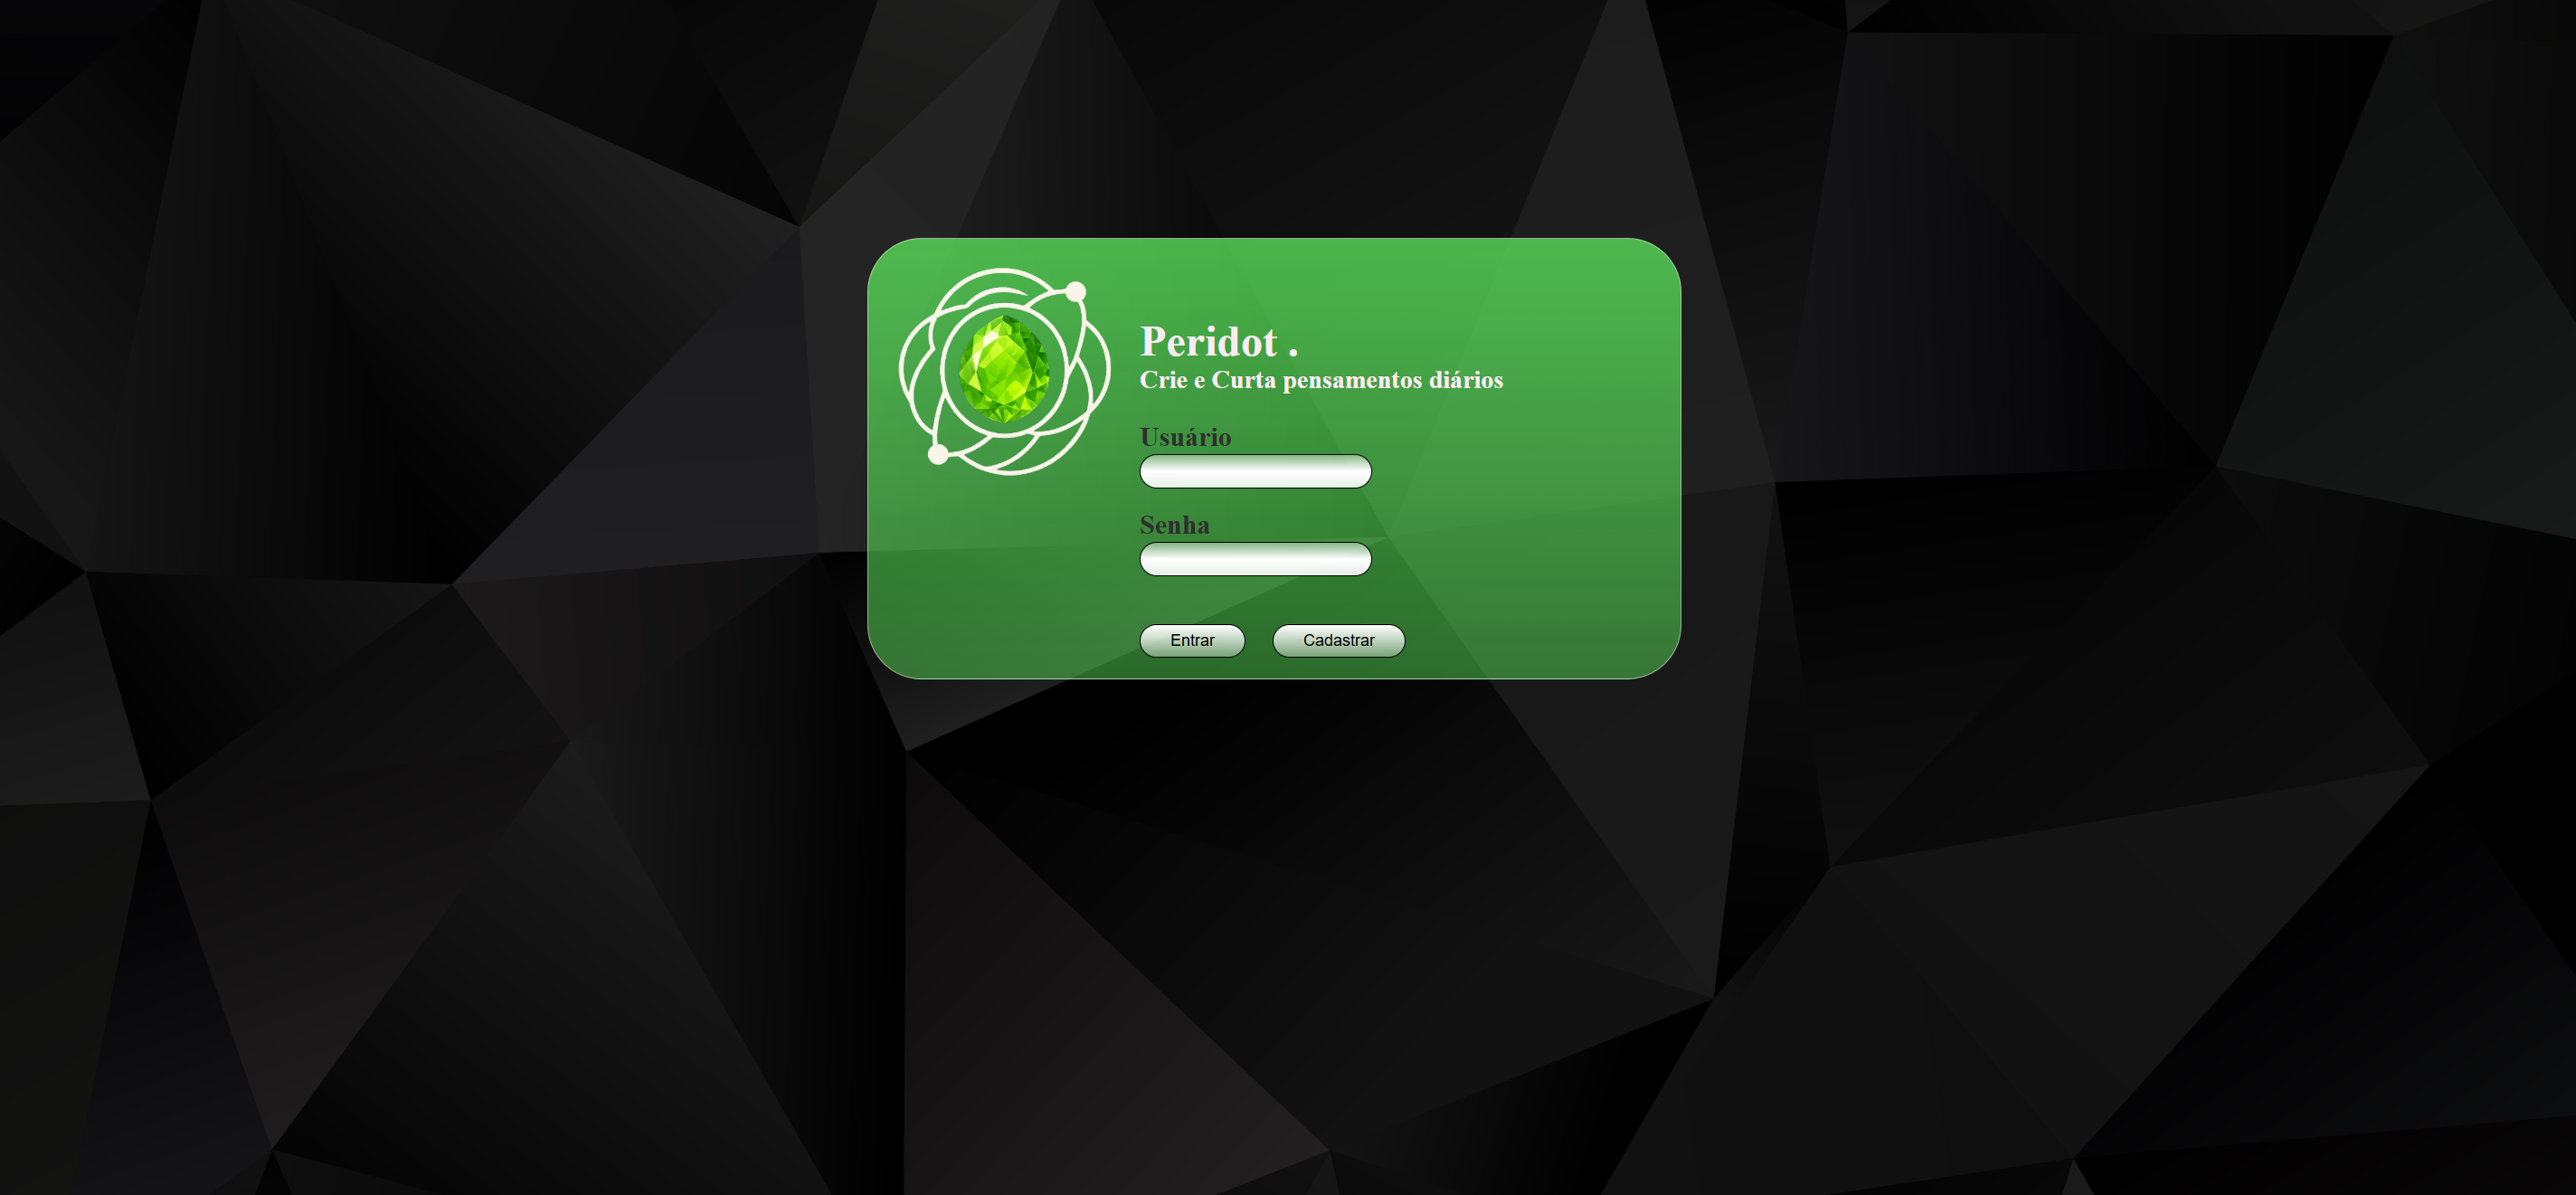 Peridot .
Crie e Curta pensamentos diários
Usuário
Senha
Entrar
Cadastrar